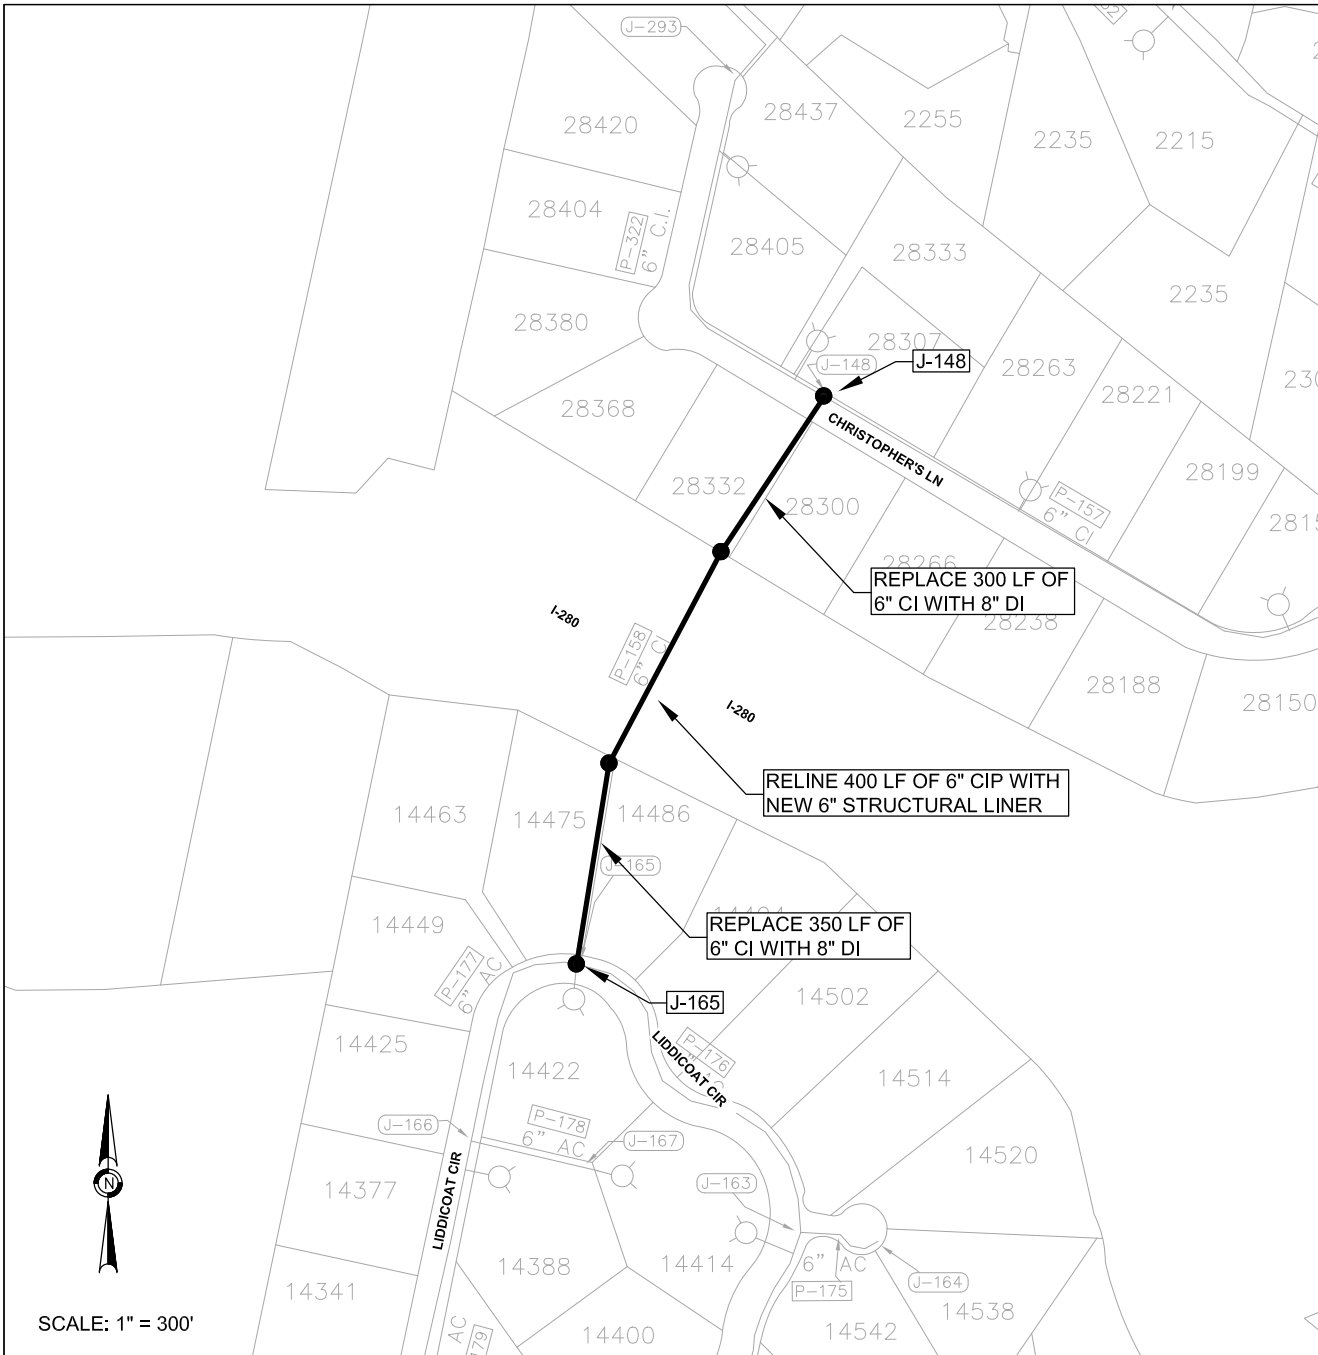 J-293
28420
28437
2255
2235
2215
28404
P-322
6" C.I.
28405
28333
2235
28380
28307
J-148
J-148
28263
28221
28368
CHRISTOPHER'S LN
28332
28300
28199
P-157
6" CI
28266
REPLACE 300 LF OF
6" CI WITH 8" DI
28238
I-280
P-158
6" CI
28188
28150
I-280
RELINE 400 LF OF 6" CIP WITH
NEW 6" STRUCTURAL LINER
14463
14475
14486
J-165
14449
REPLACE 350 LF OF
6" CI WITH 8" DI
P-177
6" AC
J-165
14502
14425
14422
P-176
LIDDICOAT CIR
14514
J-166
P-178
6" AC
J-167
14520
14377
LIDDICOAT CIR
J-163
14388
14414
6" AC
P-175
J-164
14341
14538
SCALE: 1" = 300'
AC
14400
14542